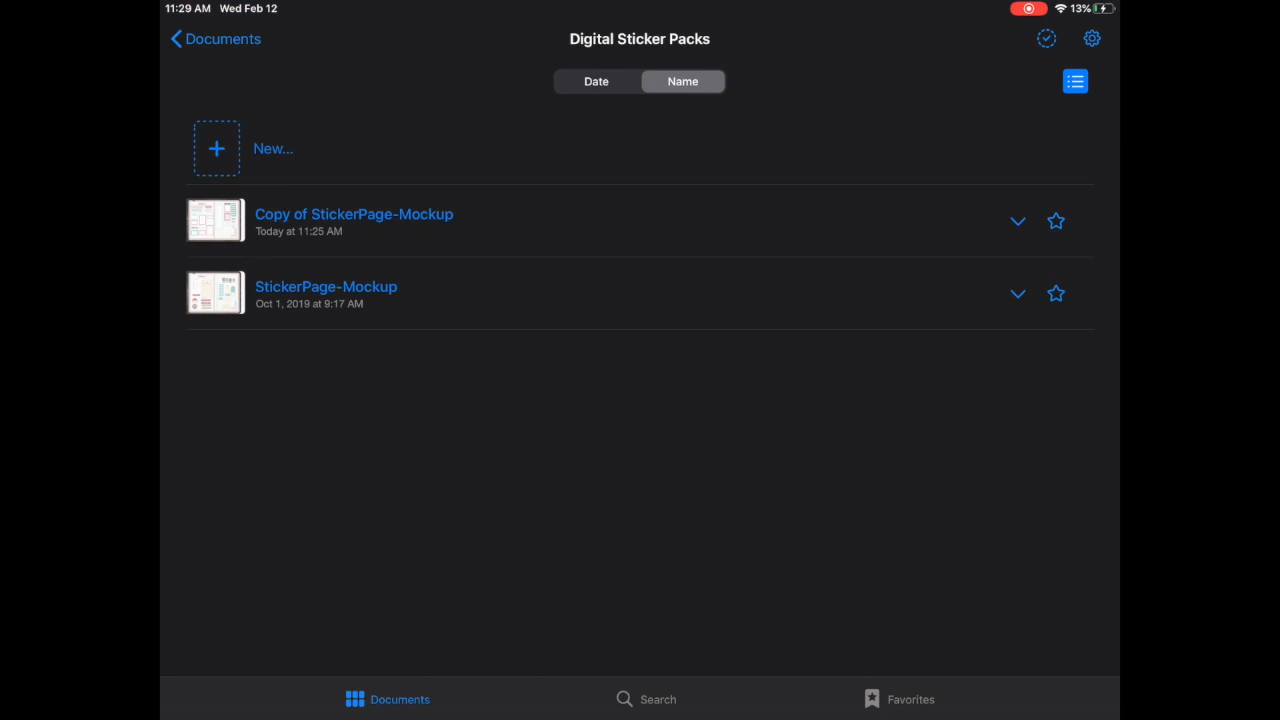 11:29 AM Wed Feb 12
13%
Documents
Digital Sticker Packs
Date
Name
New...
Copy of StickerPage-Mockup
Today at 11:25 AM
StickerPage-Mockup
Oct 1, 2019 at 9:17 AM
Documents
Search
Favorites